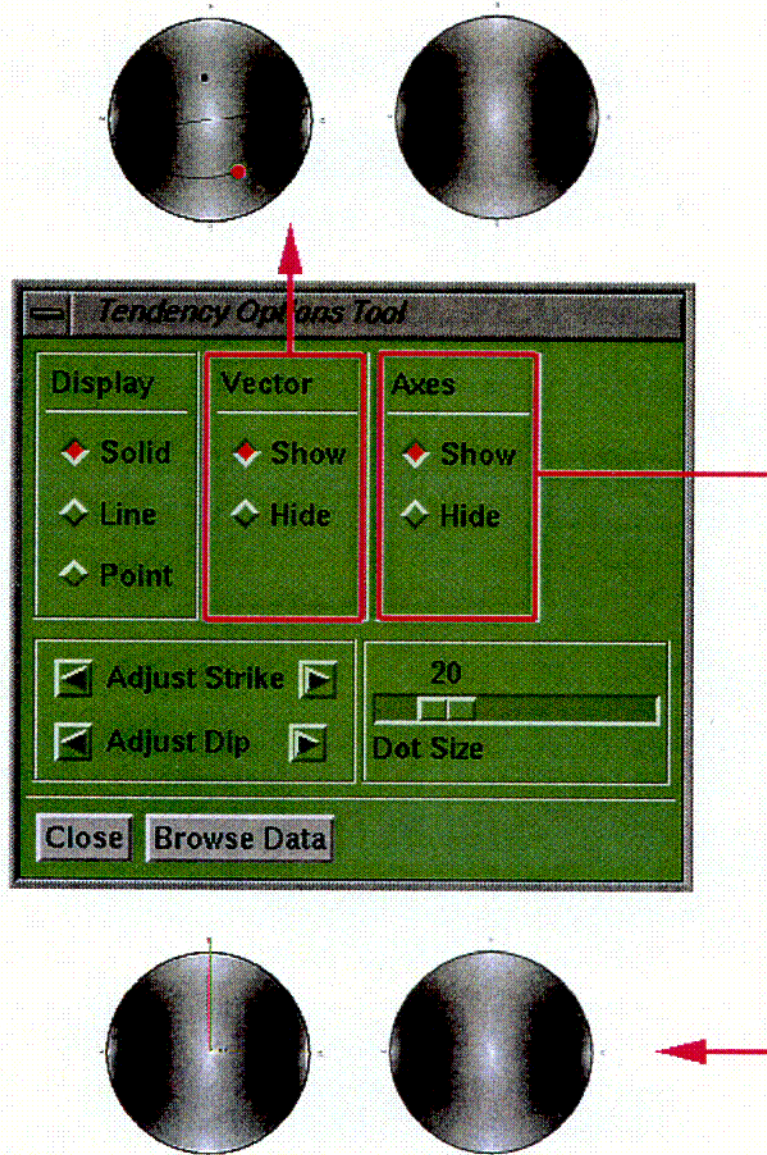 Tendency Options Tool
Display
Solid
Line
Point
Vector
Show
Hide
Axes
Show
Hide
Adjust Strike
Adjust Dip
20
Dot Size
Close
Browse Data